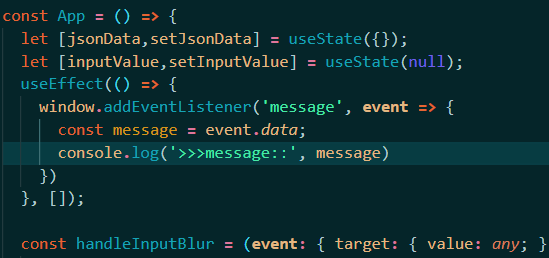 const App = () => {
let [jsonData,setJsonData] = useState({});
let [inputValue,setInputValue] = useState(null);
useEffect(() => {
window.addEventListener('message', event => {
const message = event.data;
console.log('>>>message::', message)
})
}, []);
const handleInputBlur = (event: { target: { value: any; }